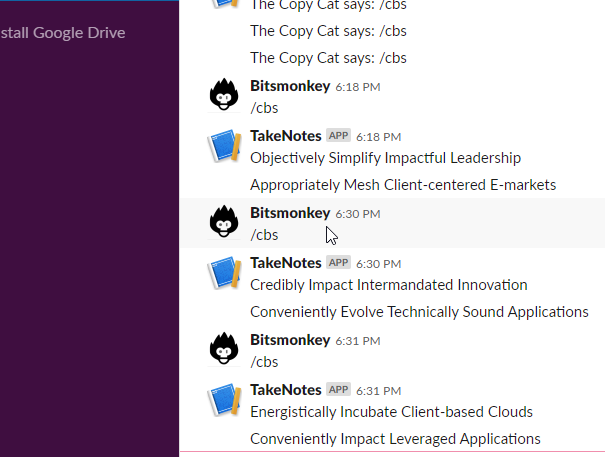 The Copy Cat says: /cbs
stall Google Drive
The Copy Cat says: /cbs
The Copy Cat says: /cbs
Bitsmonkey 6:18 PM
/cbs
TakeNotes APP 6:18 PM
Objectively Simplify Impactful Leadership
Appropriately Mesh Client-centered E-markets
Bitsmonkey 6:30 PM
/cbs
TakeNotes APP 6:30 PM
Credibly Impact Intermandated Innovation
Conveniently Evolve Technically Sound Applications
Bitsmonkey 6:31 PM
/cbs
TakeNotes APP 6:31 PM
Energistically Incubate Client-based Clouds
Conveniently Impact Leveraged Applications